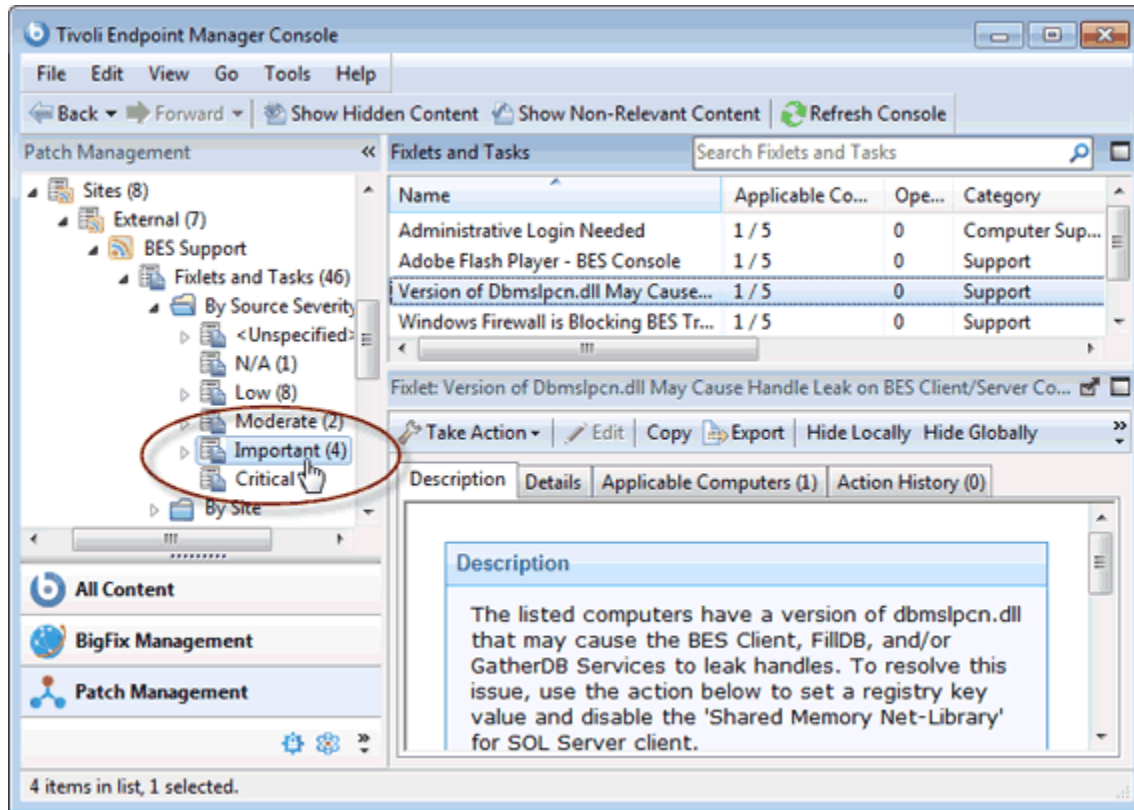 Tivoli Endpoint Manager Console
File Edit View Go Tools Help
Back Forward Show Hidden Content Show Non-Relevant Content Refresh Console
Patch Management «
Sites (8)
External (7)
BES Support
Fixlets and Tasks (46)
By Source Severity
<Unspecified>
N/A (1)
Low (8)
Moderate (2)
Important (4)
Critical
By Site
All Content
BigFix Management
Patch Management
»
Fixlets and Tasks Search Fixlets and Tasks
Name Applicable Co... Ope... Category
Administrative Login Needed 1 / 5 0 Computer Sup...
Adobe Flash Player - BES Console 1 / 5 0 Support
Version of Dbmslpcn.dll May Cause... 1 / 5 0 Support
Windows Firewall is Blocking BES Tr... 1 / 5 0 Support
Fixlet: Version of Dbmslpcn.dll May Cause Handle Leak on BES Client/Server Co...
Take Action Edit Copy Export Hide Locally Hide Globally »
Description Details Applicable Computers (1) Action History (0)
Description
The listed computers have a version of dbmslpcn.dll
that may cause the BES Client, FillDB, and/or
GatherDB Services to leak handles. To resolve this
issue, use the action below to set a registry key
value and disable the 'Shared Memory Net-Library'
for SQL Server client.
4 items in list, 1 selected.